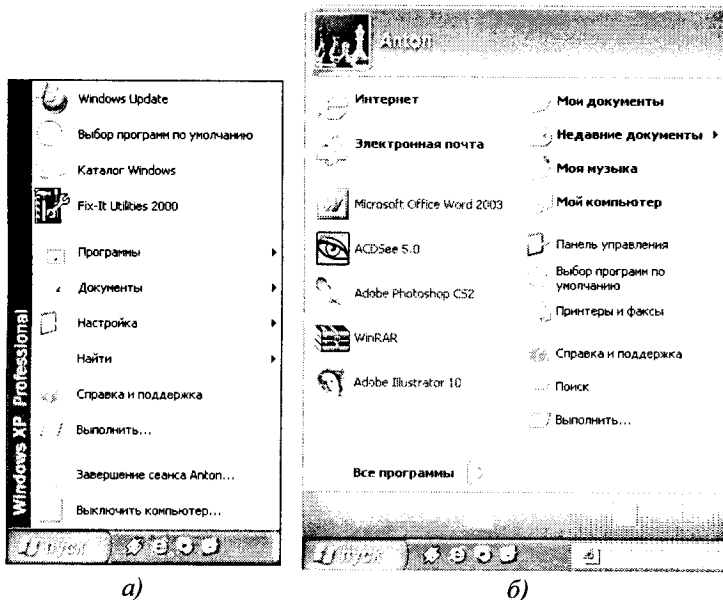 Windows Update
Выбор программ по умолчанию
Каталог Windows
Fix-It Utilities 2000
Программы
Документы
Настройка
Найти
Справка и поддержка
Выполнить...
Завершение сеанса Anton...
Выключить компьютер...
Windows XP Professional
пуск
а)
Anton
Интернет
Электронная почта
Microsoft Office Word 2003
ACDSee 5.0
Adobe Photoshop CS2
WinRAR
Adobe Illustrator 10
Все программы
Мои документы
Недавние документы
Моя музыка
Мой компьютер
Панель управления
Выбор программ по
умолчанию
Принтеры и факсы
Справка и поддержка
Поиск
Выполнить...
пуск
б)